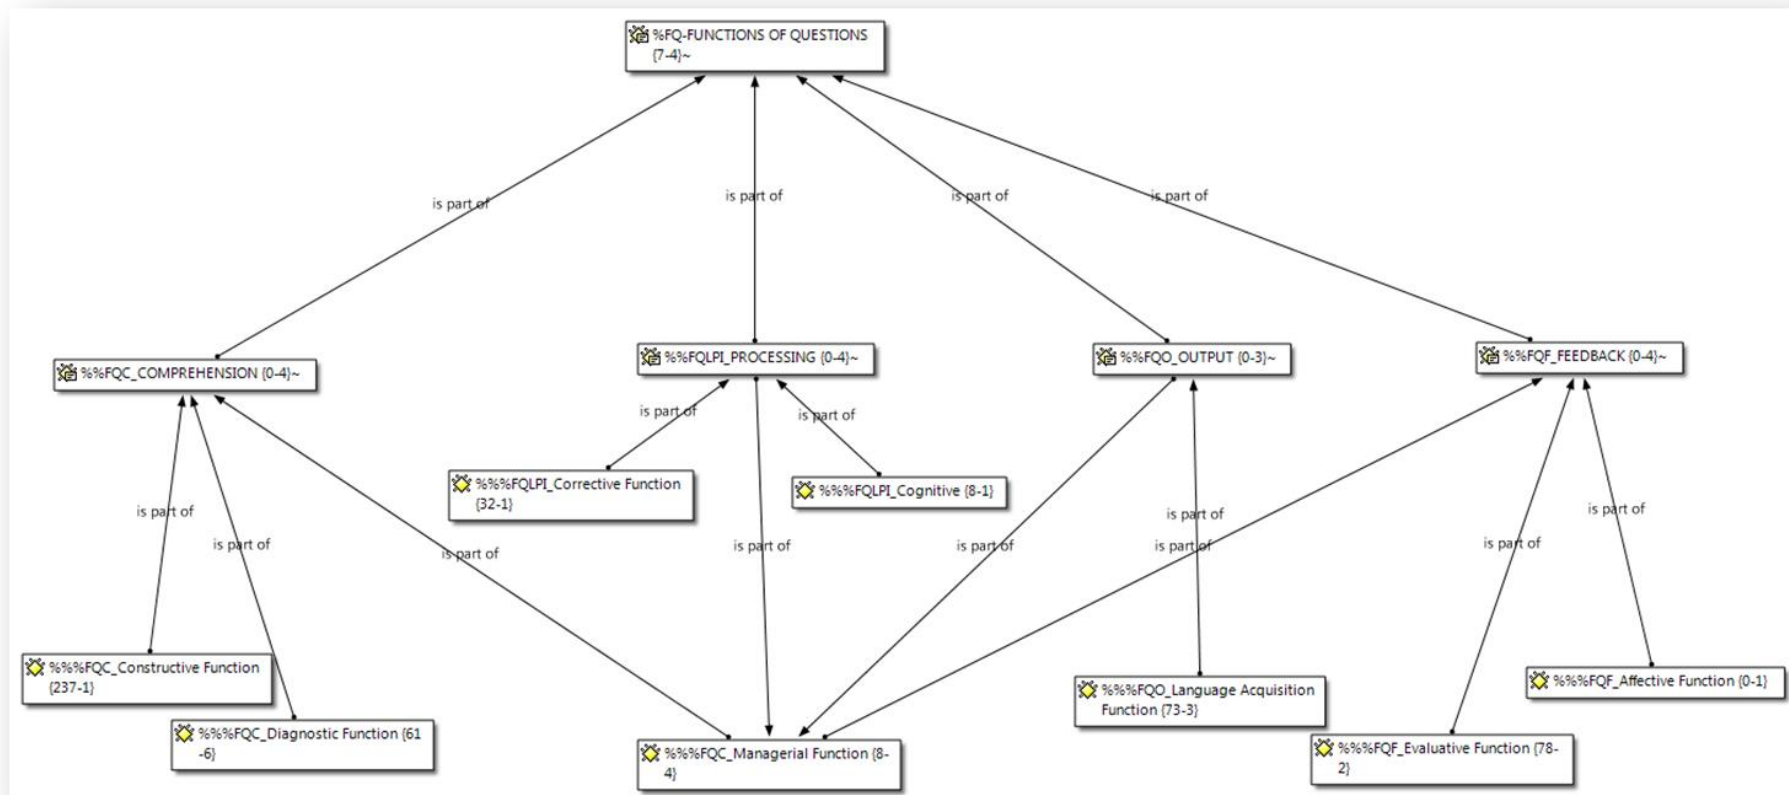 %FQ-FUNCTIONS OF QUESTIONS
{7-4}~
is part of
is part of
is part of
is part of
%%FQC_COMPREHENSION {0-4}~
%%FQLPI_PROCESSING {0-4}~
%%FQO_OUTPUT {0-3}~
%%FQF_FEEDBACK {0-4}~
is part of
is part of
%%%FQLPI_Corrective Function
{32-1}
%%%FQLPI_Cognitive {8-1}
is part of
is part of
is part of
is part of
is part of
is part of
is part of
is part of
is part of
%%%FQC_Constructive Function
{237-1}
%%%FQC_Diagnostic Function {61
-6}
%%%FQC_Managerial Function {8-
4}
%%%FQO_Language Acquisition
Function {73-3}
%%%FQF_Affective Function {0-1}
%%%FQF_Evaluative Function {78-
2}